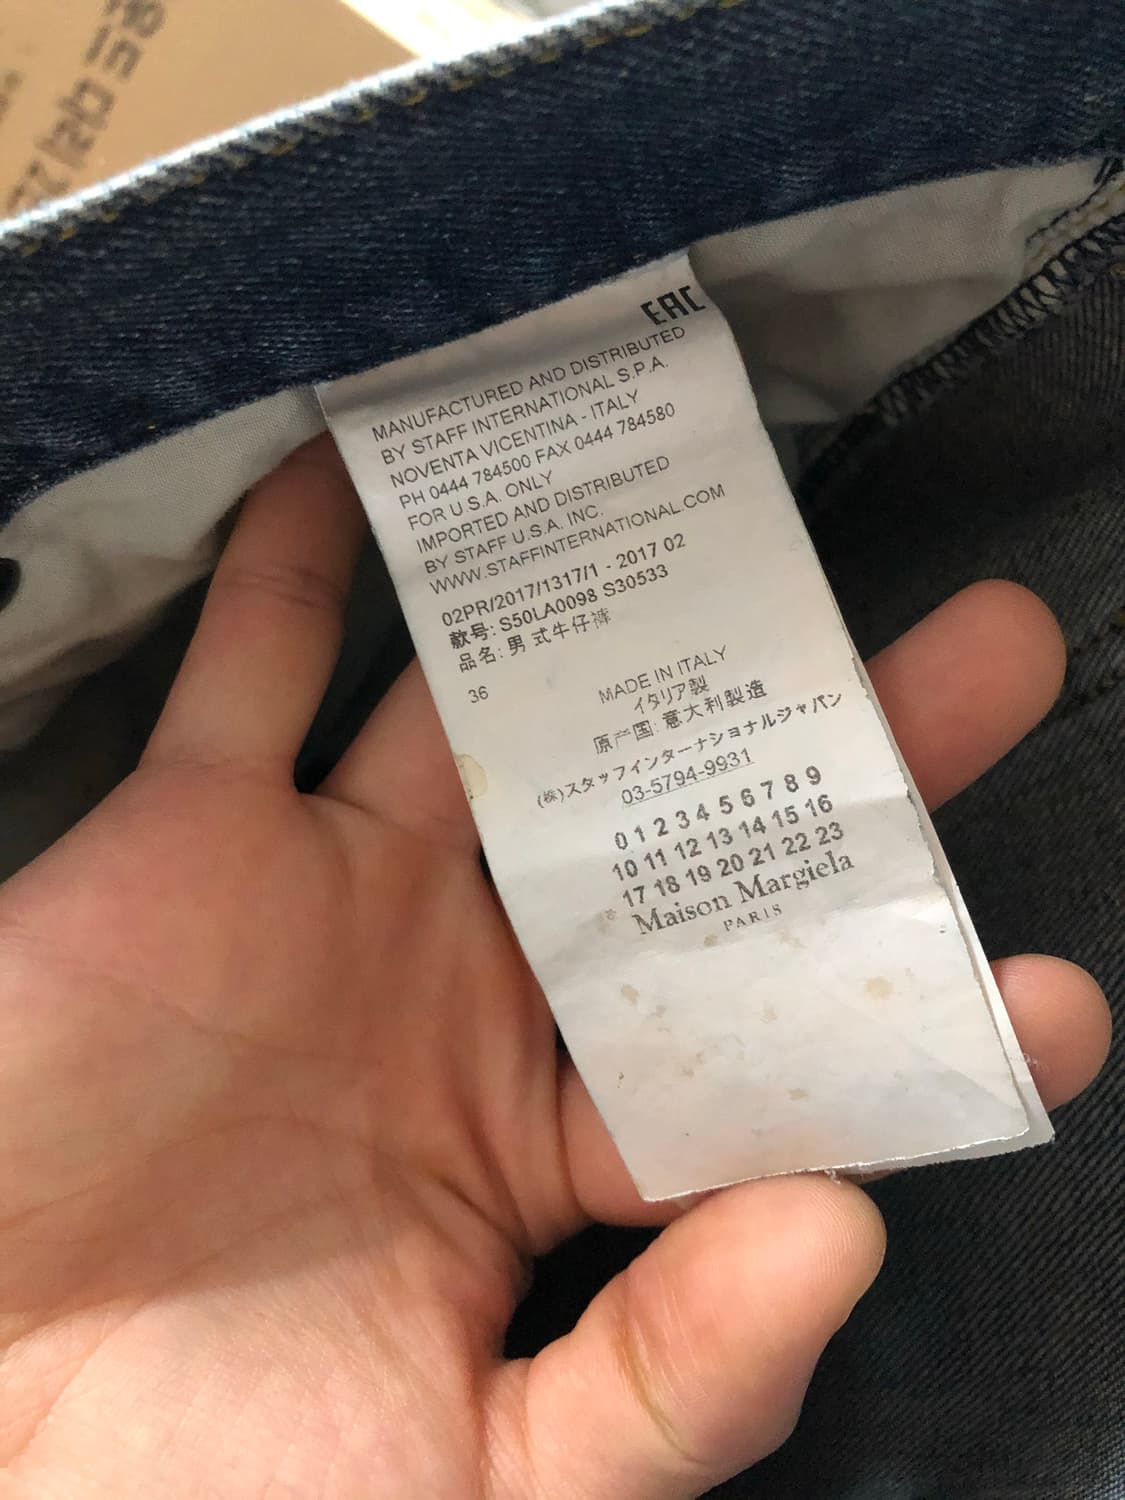 EAC
MANUFACTURED AND DISTRIBUTED
BY STAFF INTERNATIONAL S.P.A.
NOVENTA VICENTINA - ITALY
PH 0444 784500 FAX 0444 784580
FOR U.S.A. ONLY
IMPORTED AND DISTRIBUTED
BY STAFF U.S.A. INC.
WWW.STAFFINTERNATIONAL.COM
02PR/2017/1317/1 - 2017 02
款号: S50LA0098 S30533
品名: 男式牛仔裤
36
MADE IN ITALY
イタリア製
原产国: 意大利製造
(株)スタッフインターナショナルジャパン
03-5794-9931
0 1 2 3 4 5 6 7 8 9
10 11 12 13 14 15 16
17 18 19 20 21 22 23
Maison Margiela
PARIS